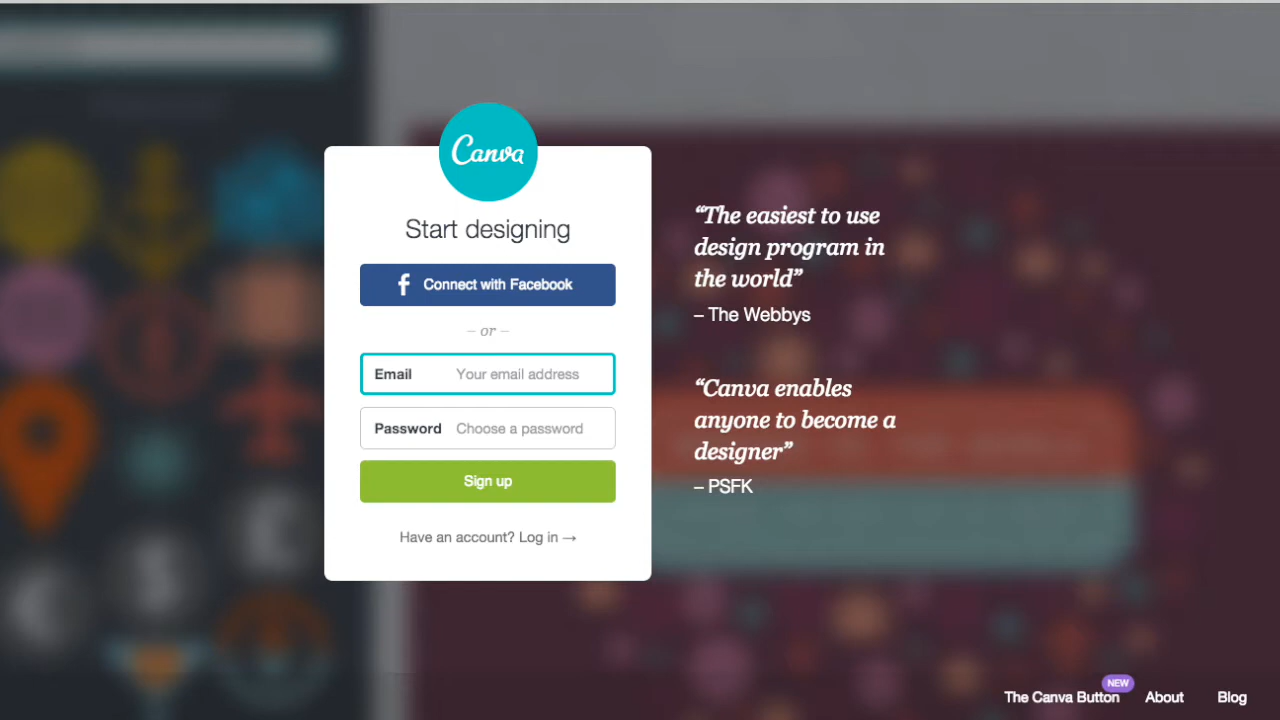 Canva
Start designing
Connect with Facebook
– or –
Email Your email address
Password Choose a password
Sign up
Have an account? Log in →
“The easiest to use
design program in
the world”
– The Webbys
“Canva enables
anyone to become a
designer”
– PSFK
NEW
The Canva Button About Blog